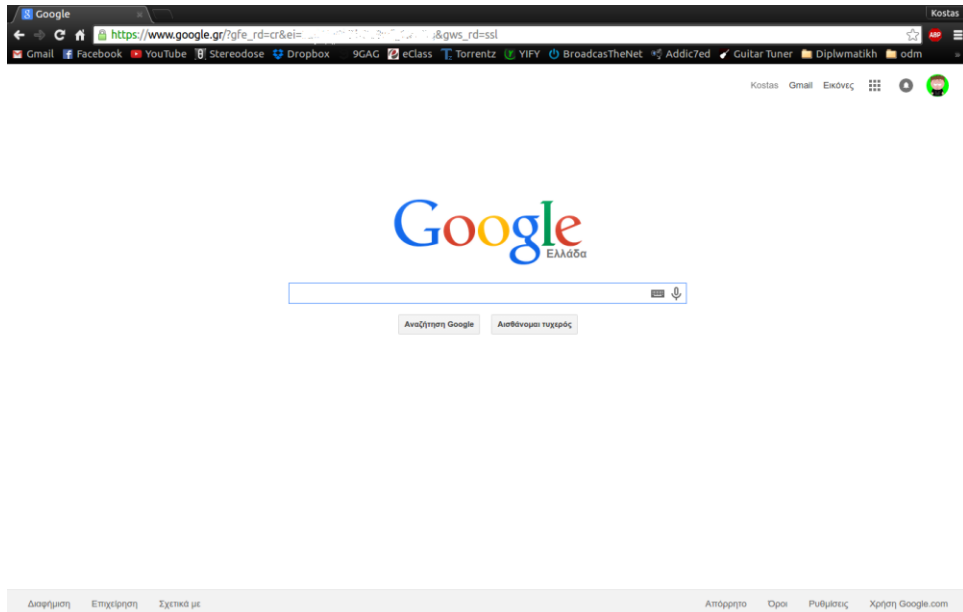 Google
Kostas
https://www.google.gr/?gfe_rd=cr&ei= &gws_rd=ssl
Gmail Facebook YouTube Stereodose Dropbox 9GAG eClass Torrentz YIFY BroadcasTheNet Addic7ed Guitar Tuner Diplwmatikh odm »
Kostas Gmail Εικόνες
Google
Ελλάδα
Αναζήτηση Google Αισθάνομαι τυχερός
Διαφήμιση Επιχείρηση Σχετικά με Απόρρητο Όροι Ρυθμίσεις Χρήση Google.com